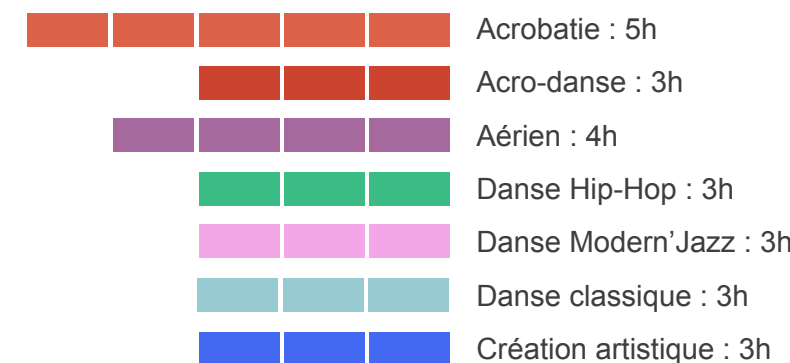 Acrobatie : 5h
Acro-danse : 3h
Aérien : 4h
Danse Hip-Hop : 3h
Danse Modern’Jazz : 3h
Danse classique : 3h
Création artistique : 3h